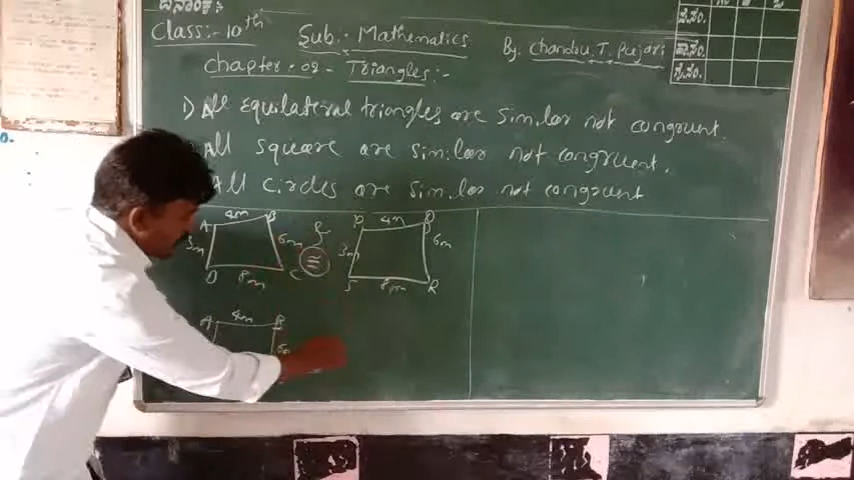 ದಿನಾಂಕ:
Class:- 10th Sub:- Mathematics By: Chandru. T. Pujari
Chapter-02- Triangles:-
1) All equilateral triangles are similar not congruent.
All square are similar not congruent.
All circles are similar not congruent
A 4m B
3m 6m
D 8m C
&
≅
P 4m Q
3m 6m
S 8m R
A 4m B
6m